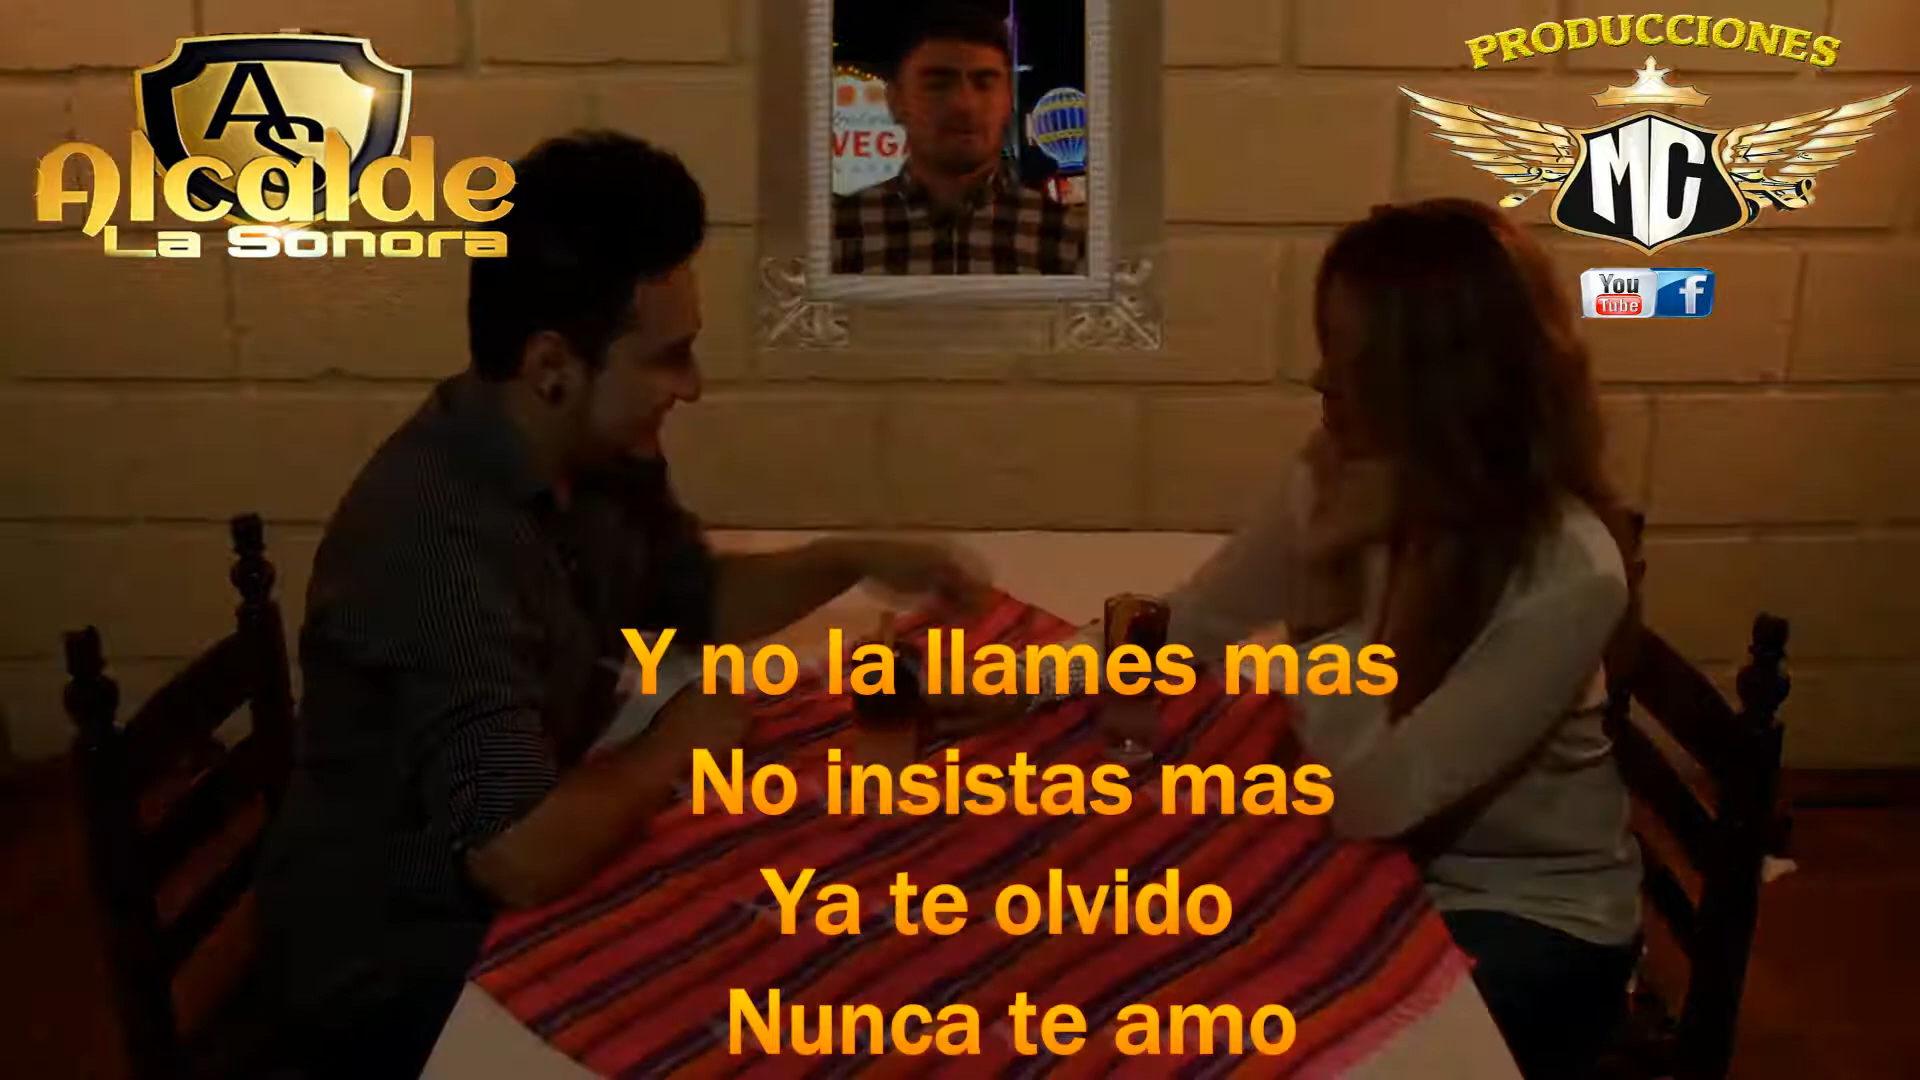 AS
Alcalde
La Sonora
VEGA
PRODUCCIONES
MC
You
Tube
f
Y no la llames mas
No insistas mas
Ya te olvido
Nunca te amo